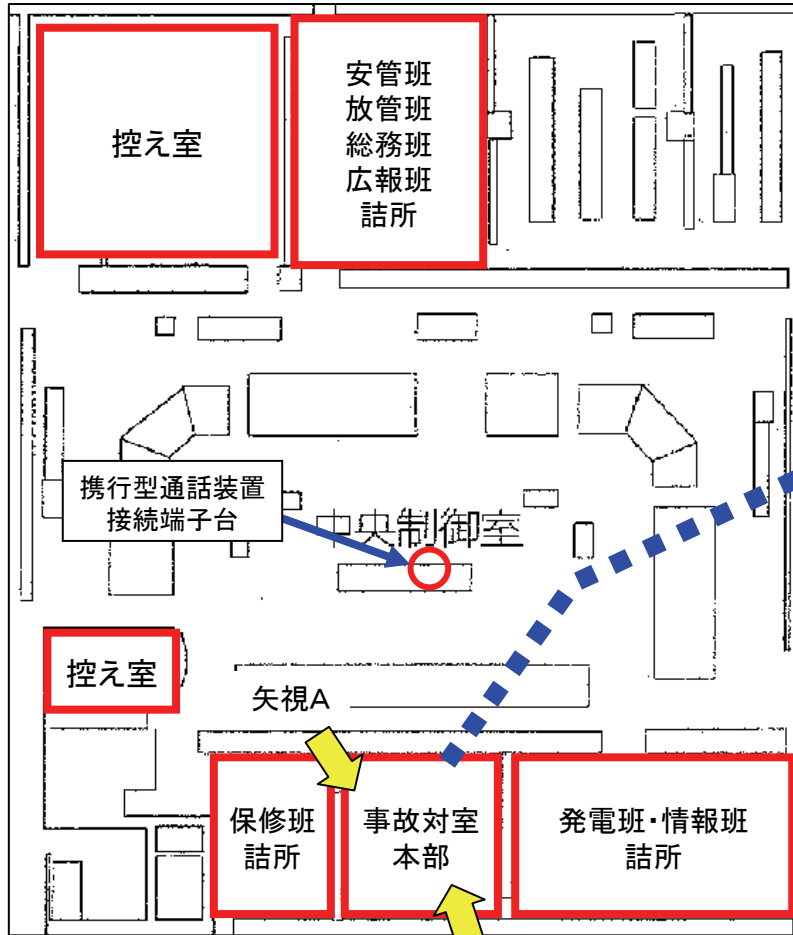 控え室
安管班
放管班
総務班
広報班
詰所
携行型通話装置
接続端子台
中央制御室
控え室
矢視A
保修班
詰所
事故対室
本部
発電班・情報班
詰所